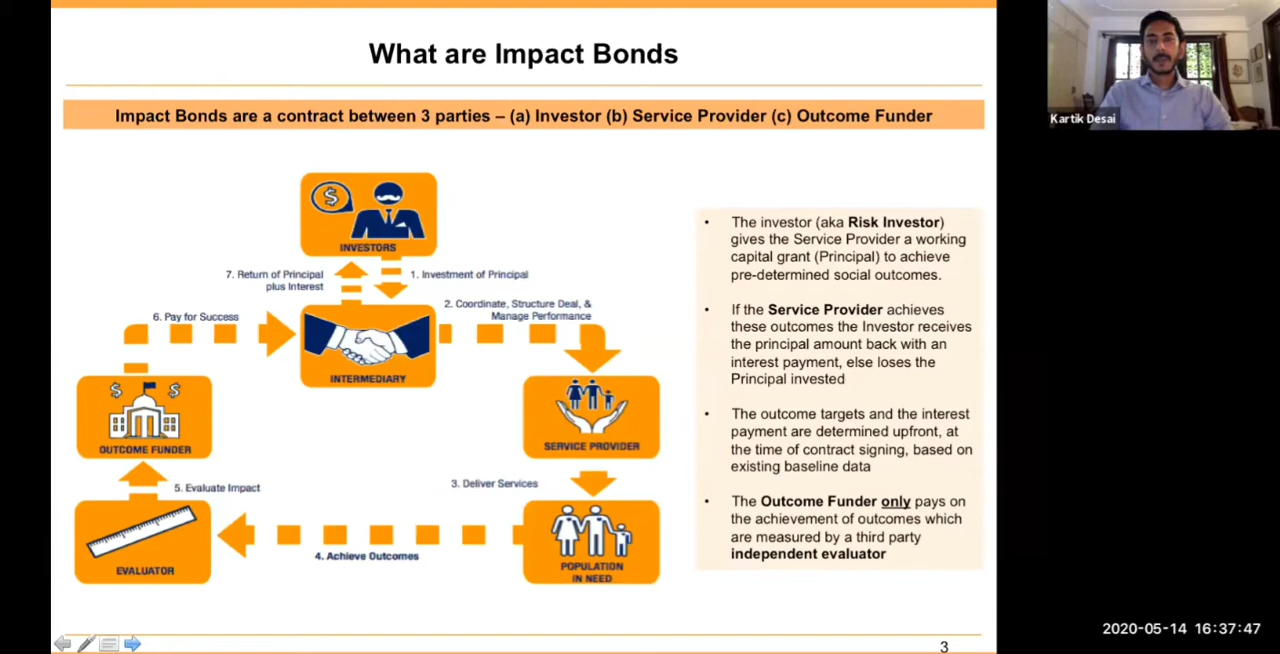 What are Impact Bonds
Impact Bonds are a contract between 3 parties – (a) Investor (b) Service Provider (c) Outcome Funder
Kartik Desai
$
INVESTORS
7. Return of Principal
plus Interest
1. Investment of Principal
2. Coordinate, Structure Deal, &
Manage Performance
6. Pay for Success
INTERMEDIARY
$ $
OUTCOME FUNDER
SERVICE PROVIDER
5. Evaluate Impact
3. Deliver Services
4. Achieve Outcomes
EVALUATOR
POPULATION
IN NEED
• The investor (aka Risk Investor)
gives the Service Provider a working
capital grant (Principal) to achieve
pre-determined social outcomes.
• If the Service Provider achieves
these outcomes the Investor receives
the principal amount back with an
interest payment, else loses the
Principal invested
• The outcome targets and the interest
payment are determined upfront, at
the time of contract signing, based on
existing baseline data
• The Outcome Funder only pays on
the achievement of outcomes which
are measured by a third party
independent evaluator
3
2020-05-14 16:37:47